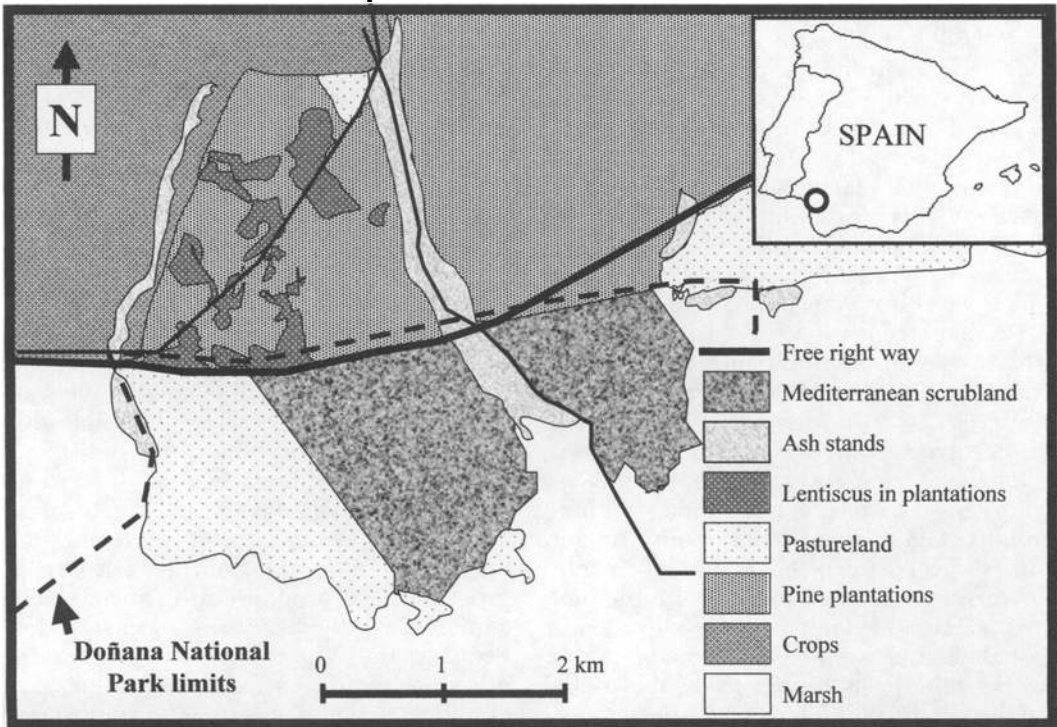 N
SPAIN
Free right way
Mediterranean scrubland
Ash stands
Lentiscus in plantations
Pastureland
Pine plantations
Crops
Marsh
Doñana National
Park limits
0 1 2 km